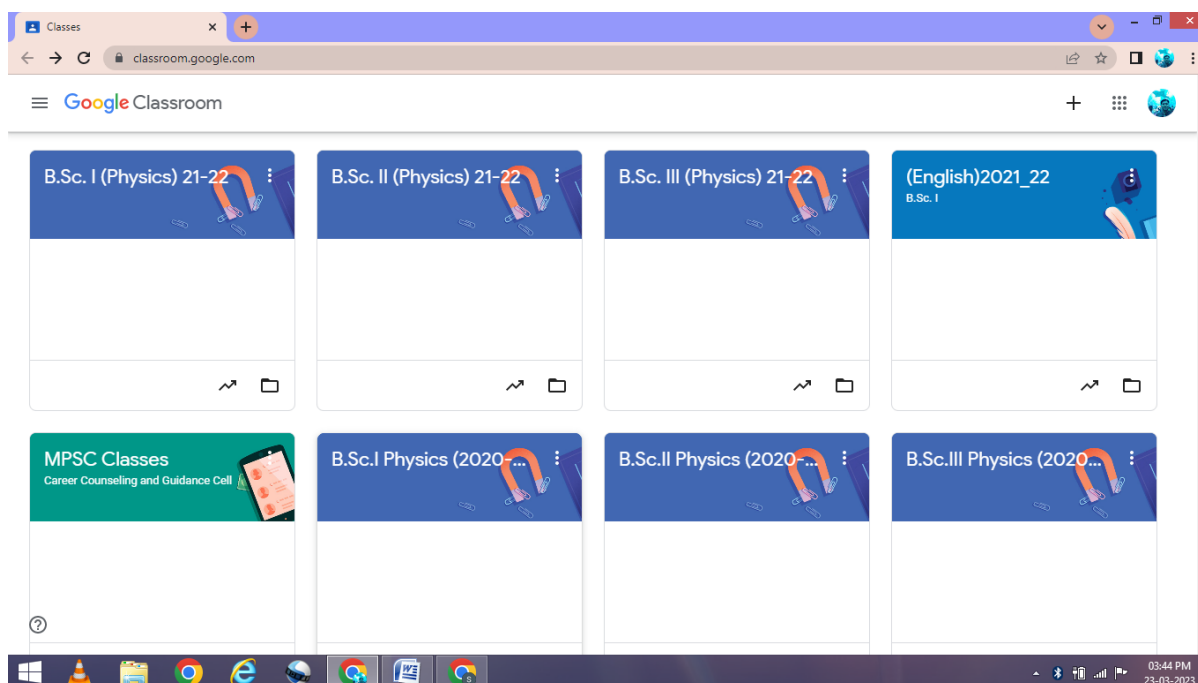 Classes
classroom.google.com
Google Classroom
B.Sc. I (Physics) 21-22
B.Sc. II (Physics) 21-22
B.Sc. III (Physics) 21-22
(English)2021_22
B.Sc. I
MPSC Classes
Career Counseling and Guidance Cell
B.Sc.I Physics (2020-...
B.Sc.II Physics (2020-...
B.Sc.III Physics (2020...
03:44 PM
23-03-2023